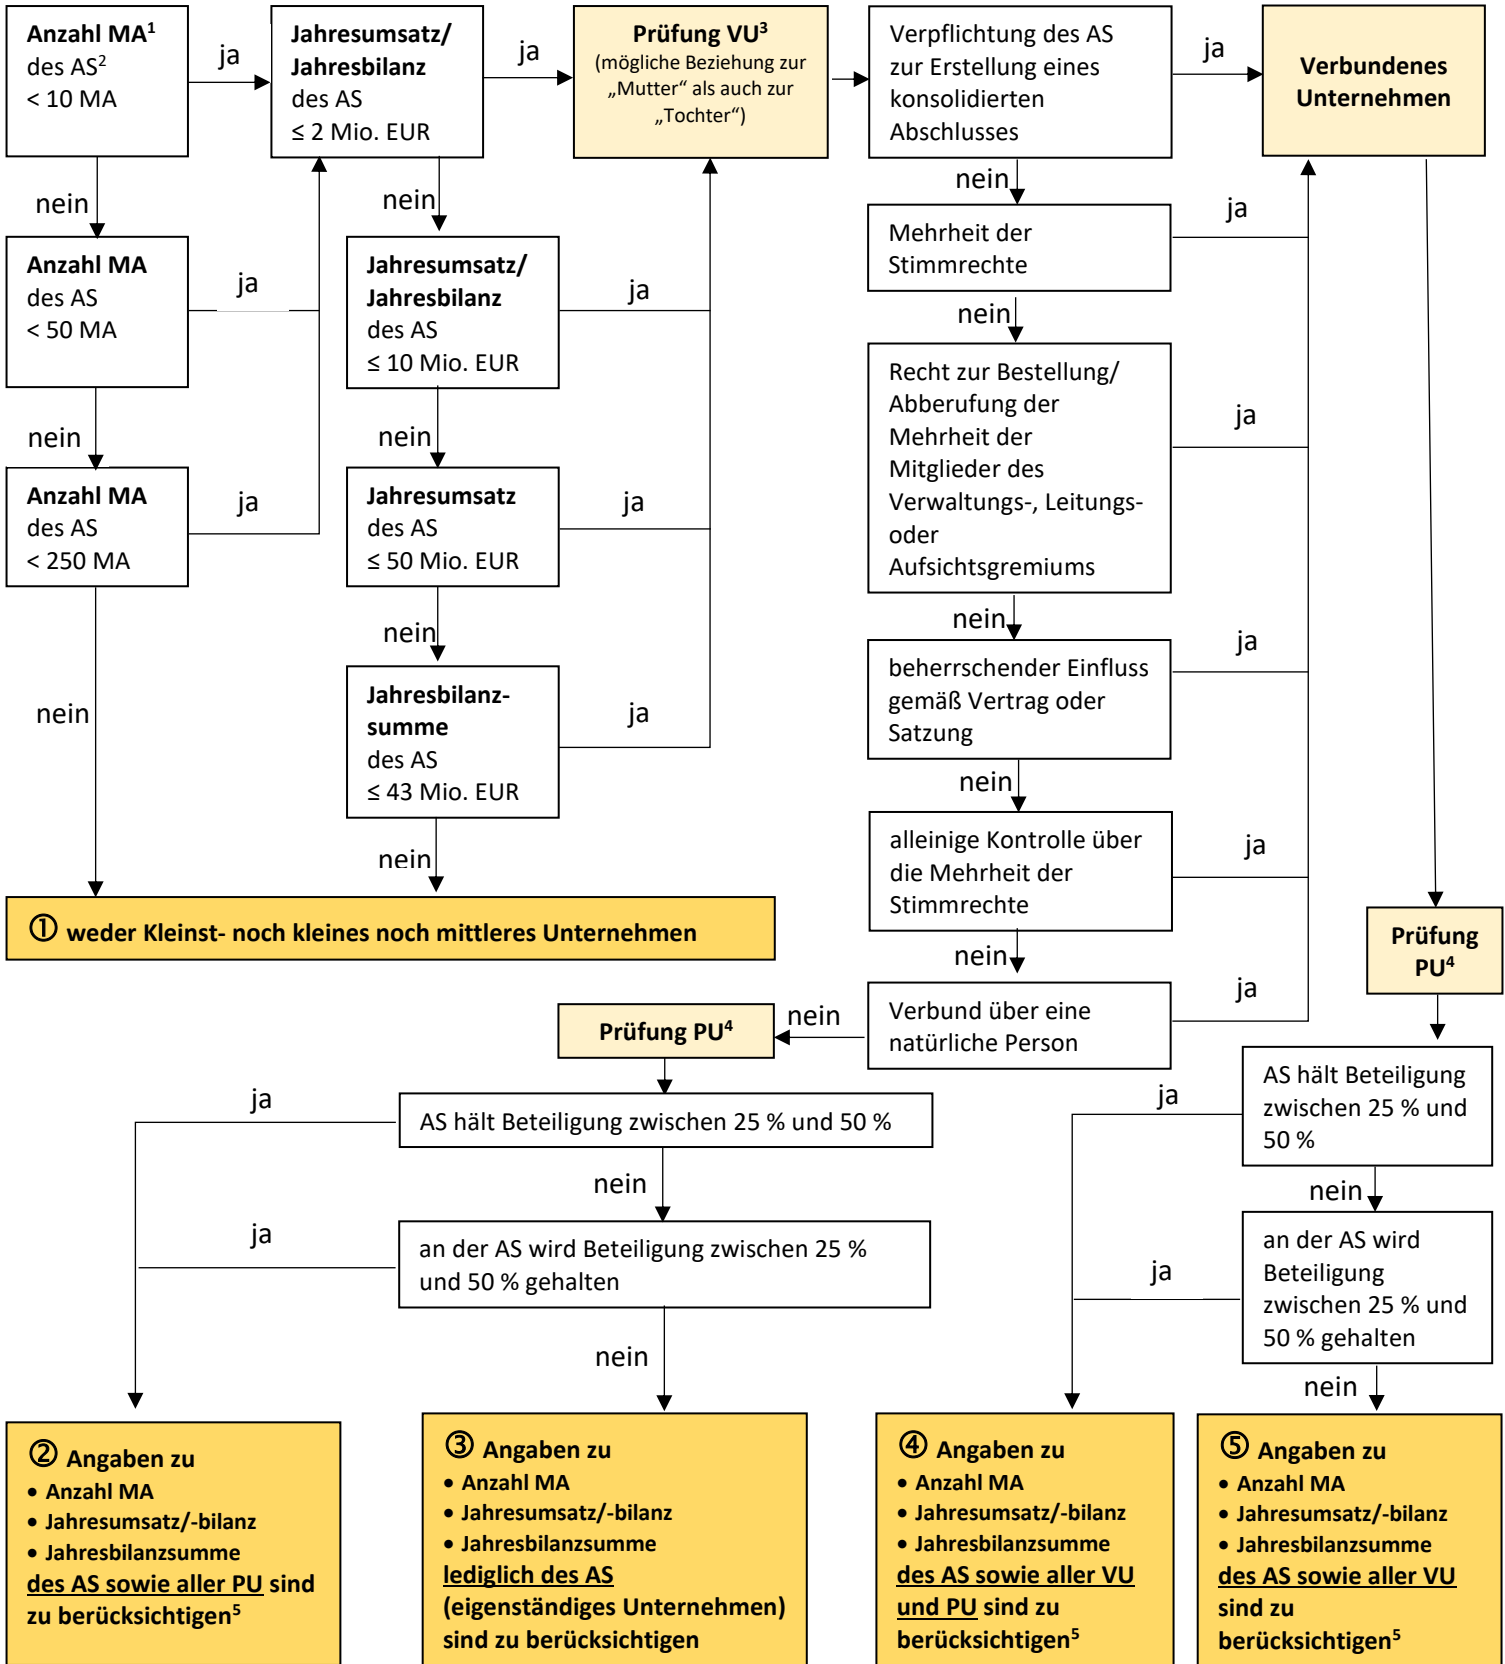 Anzahl MA¹
des AS²
< 10 MA
ja
Jahresumsatz/
Jahresbilanz
des AS
≤ 2 Mio. EUR
ja
Prüfung VU³
(mögliche Beziehung zur
„Mutter“ als auch zur
„Tochter“)
Verpflichtung des AS
zur Erstellung eines
konsolidierten
Abschlusses
ja
Verbundenes
Unternehmen
nein
nein
nein
Anzahl MA
des AS
< 50 MA
ja
Jahresumsatz/
Jahresbilanz
des AS
≤ 10 Mio. EUR
ja
Mehrheit der
Stimmrechte
ja
nein
nein
nein
Recht zur Bestellung/
Abberufung der
Mehrheit der
Mitglieder des
Verwaltungs-, Leitungs-
oder
Aufsichtsgremiums
ja
Anzahl MA
des AS
< 250 MA
ja
Jahresumsatz
des AS
≤ 50 Mio. EUR
ja
nein
nein
nein
Jahresbilanz-
summe
des AS
≤ 43 Mio. EUR
ja
beherrschender Einfluss
gemäß Vertrag oder
Satzung
ja
nein
nein
alleinige Kontrolle über
die Mehrheit der
Stimmrechte
ja
① weder Kleinst- noch kleines noch mittleres Unternehmen
nein
Verbund über eine
natürliche Person
ja
nein
Prüfung PU⁴
Prüfung
PU⁴
AS hält Beteiligung zwischen 25 % und 50 %
ja
nein
an der AS wird Beteiligung zwischen 25 %
und 50 % gehalten
ja
nein
AS hält Beteiligung
zwischen 25 % und
50 %
ja
nein
an der AS wird
Beteiligung
zwischen 25 % und
50 % gehalten
ja
nein
② Angaben zu
• Anzahl MA
• Jahresumsatz/-bilanz
• Jahresbilanzsumme
des AS sowie aller PU sind
zu berücksichtigen⁵
③ Angaben zu
• Anzahl MA
• Jahresumsatz/-bilanz
• Jahresbilanzsumme
lediglich des AS
(eigenständiges Unternehmen)
sind zu berücksichtigen
④ Angaben zu
• Anzahl MA
• Jahresumsatz/-bilanz
• Jahresbilanzsumme
des AS sowie aller VU
und PU sind zu
berücksichtigen⁵
⑤ Angaben zu
• Anzahl MA
• Jahresumsatz/-bilanz
• Jahresbilanzsumme
des AS sowie aller VU
sind zu
berücksichtigen⁵